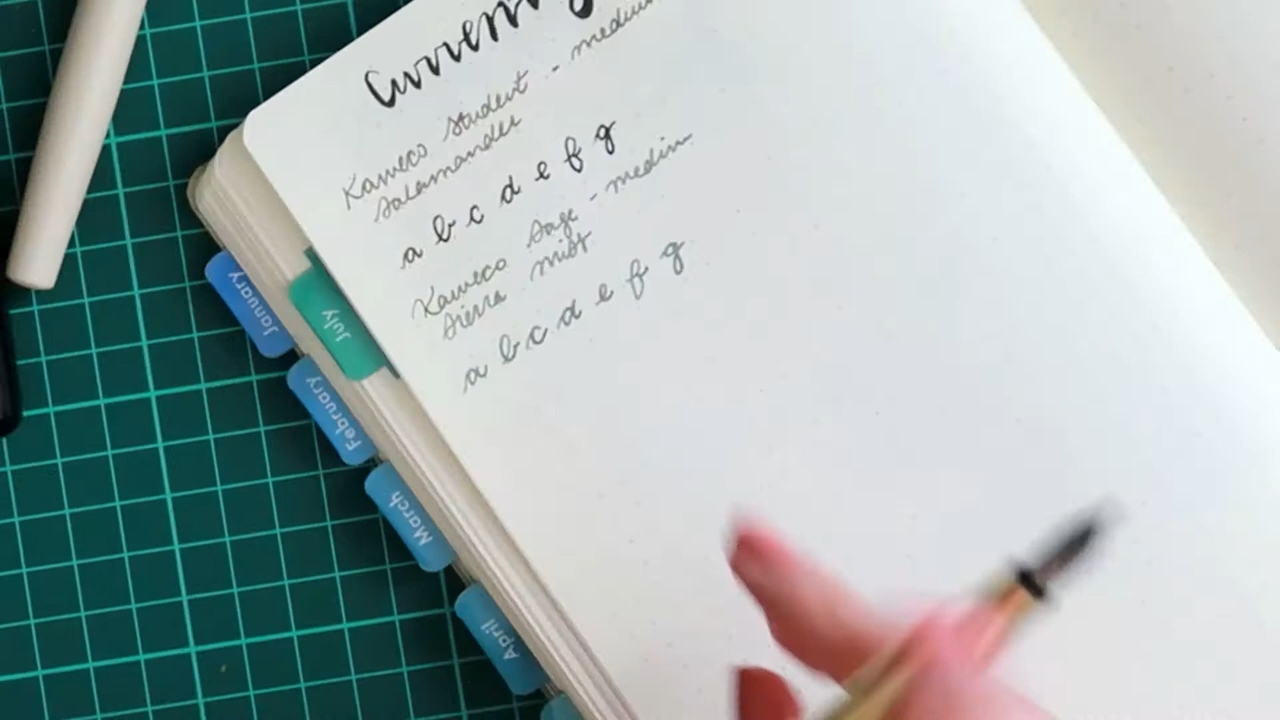 Kaweco Student - medium
Salamander
a b c d e f g
Kaweco Sage - medium
Sierra mist
a b c d e f g
January
July
February
March
April